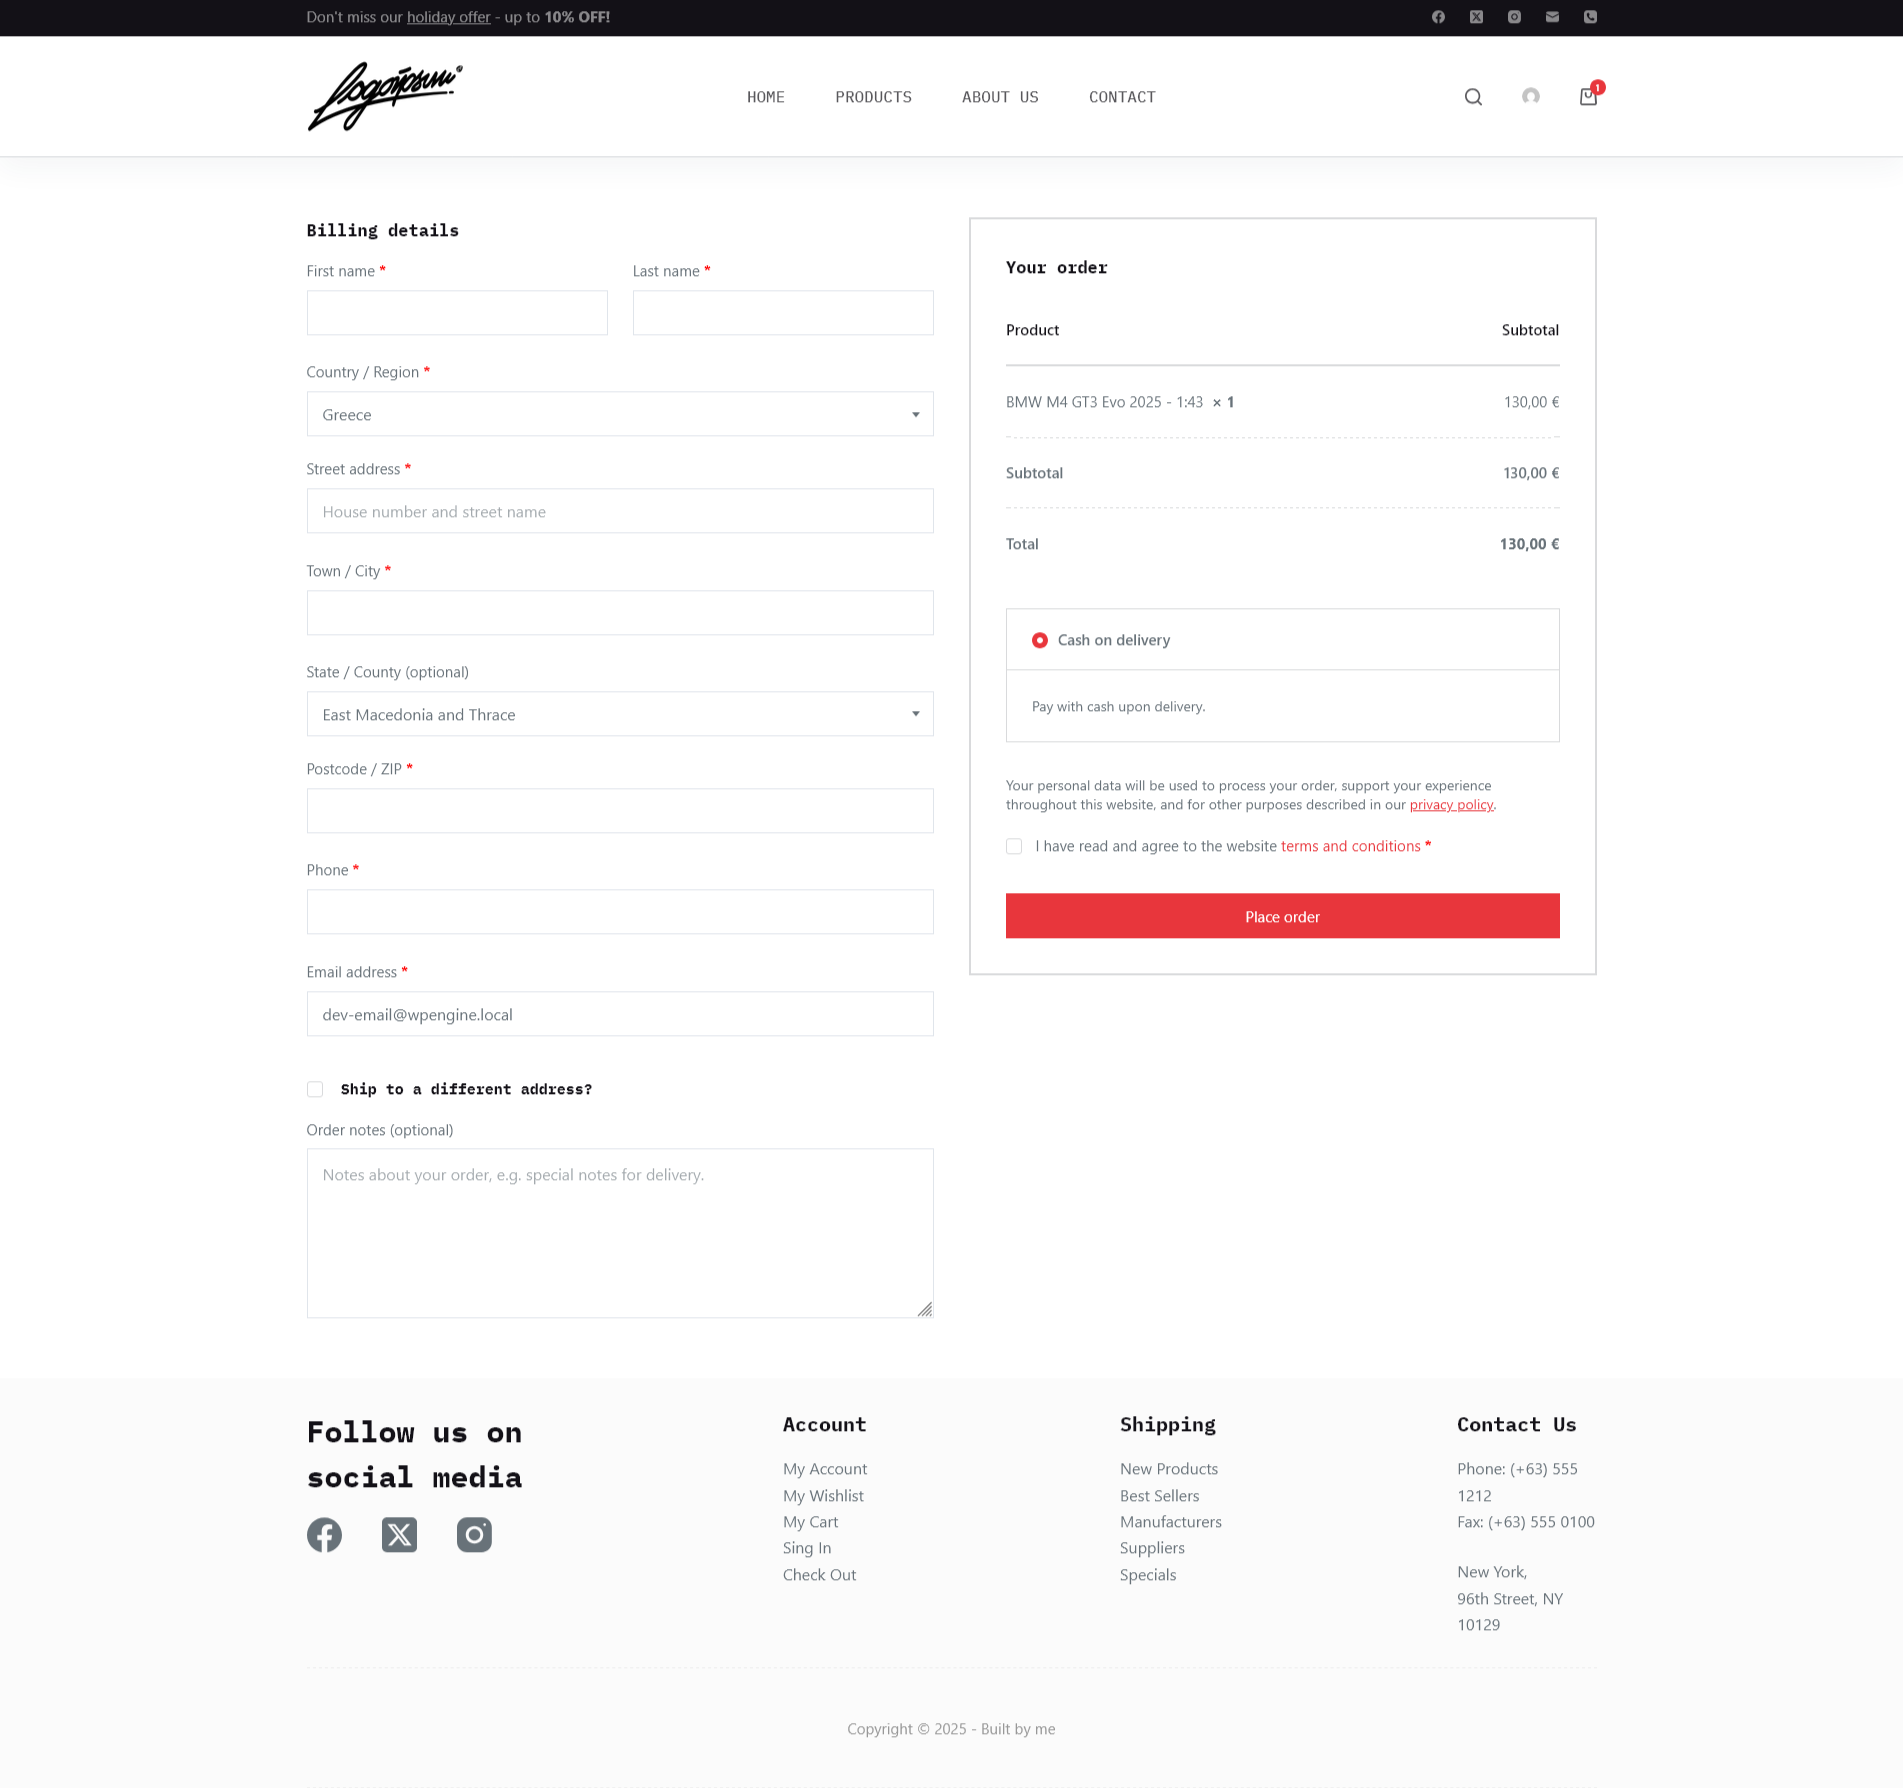 Don't miss our holiday offer - up to 10% OFF!
Logoipsum
HOME PRODUCTS ABOUT US CONTACT
1
Billing details
First name *
Last name *
Country / Region *
Greece
Street address *
House number and street name
Town / City *
State / County (optional)
East Macedonia and Thrace
Postcode / ZIP *
Phone *
Email address *
dev-email@wpengine.local
Ship to a different address?
Order notes (optional)
Notes about your order, e.g. special notes for delivery.
Your order
Product Subtotal
BMW M4 GT3 Evo 2025 - 1:43 × 1 130,00 €
Subtotal 130,00 €
Total 130,00 €
Cash on delivery
Pay with cash upon delivery.
Your personal data will be used to process your order, support your experience
throughout this website, and for other purposes described in our privacy policy.
I have read and agree to the website terms and conditions *
Place order
Follow us on
social media
Account
My Account
My Wishlist
My Cart
Sing In
Check Out
Shipping
New Products
Best Sellers
Manufacturers
Suppliers
Specials
Contact Us
Phone: (+63) 555
1212
Fax: (+63) 555 0100
New York,
96th Street, NY
10129
Copyright © 2025 - Built by me